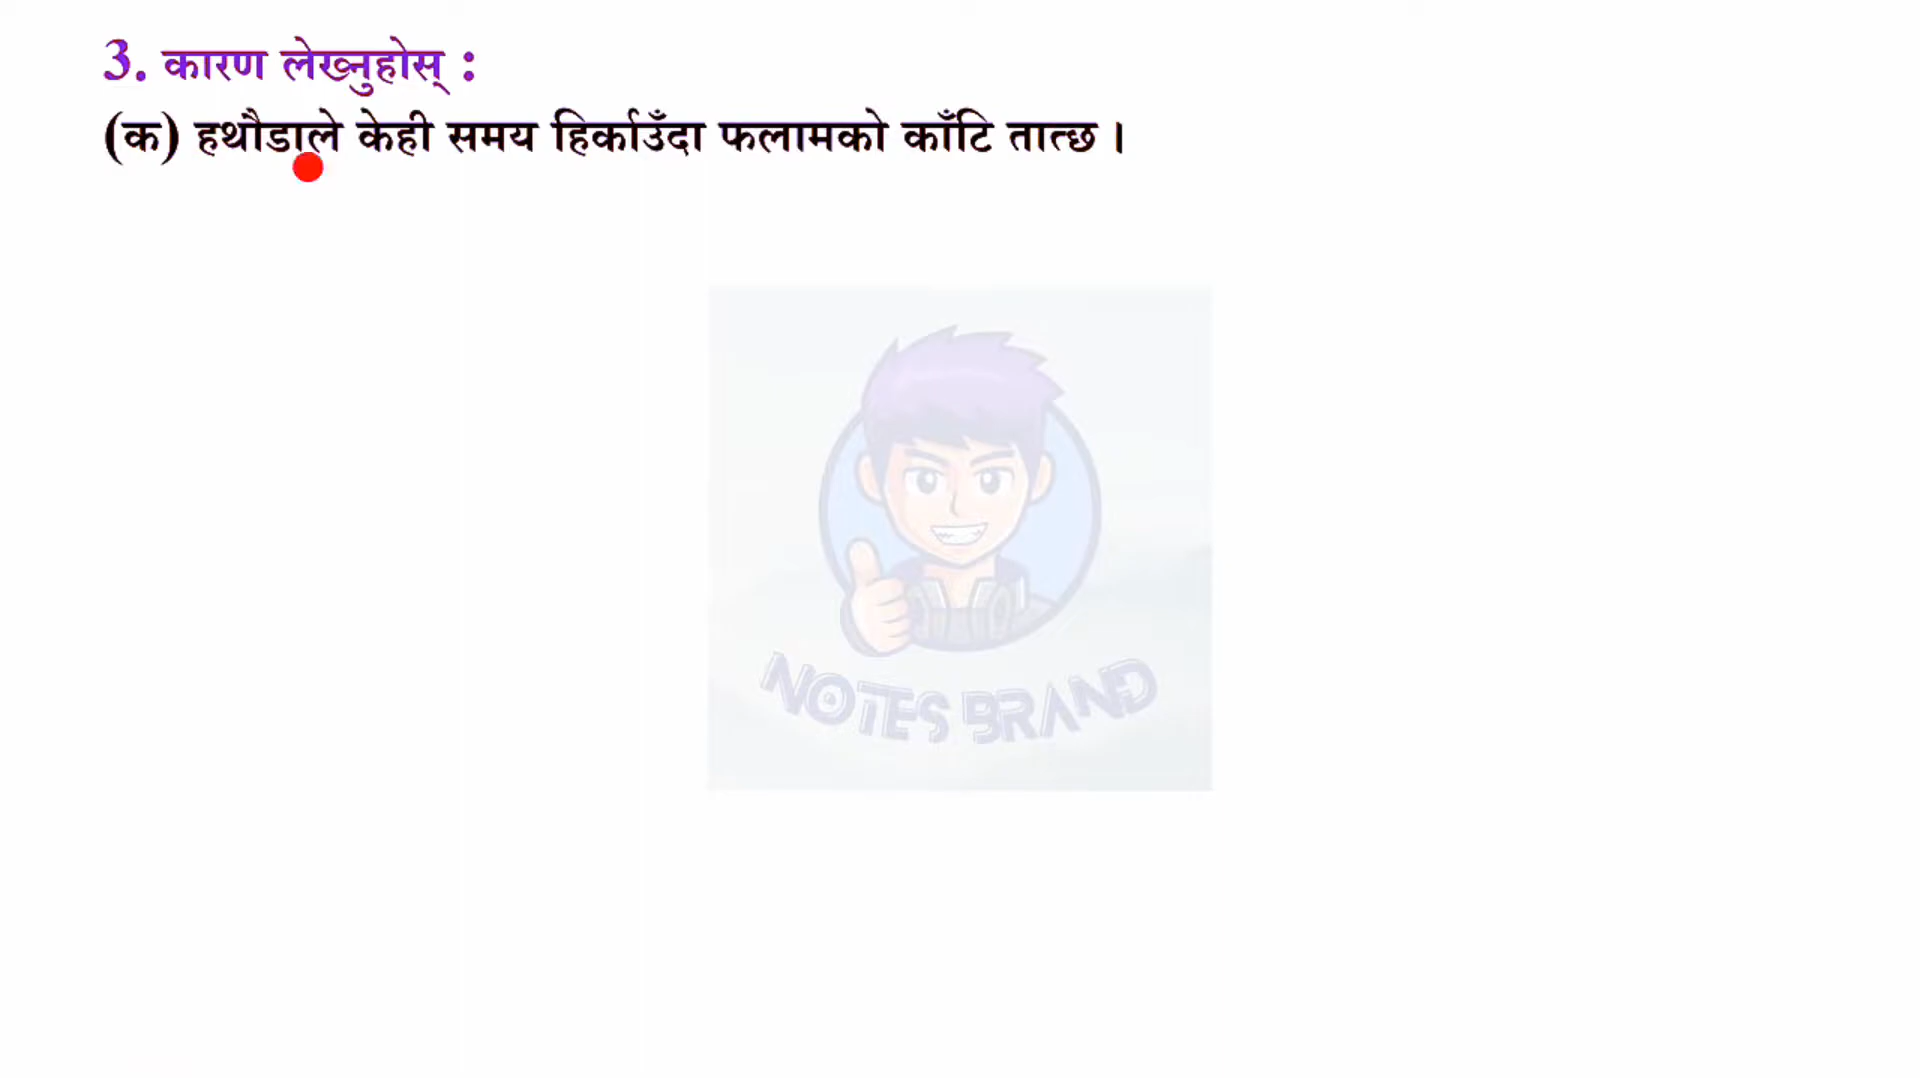 3. कारण लेख्नुहोस् :
(क) हथौडाले केही समय हिर्काउँदा फलामको काँटि तात्छ ।
NOTES BRAND